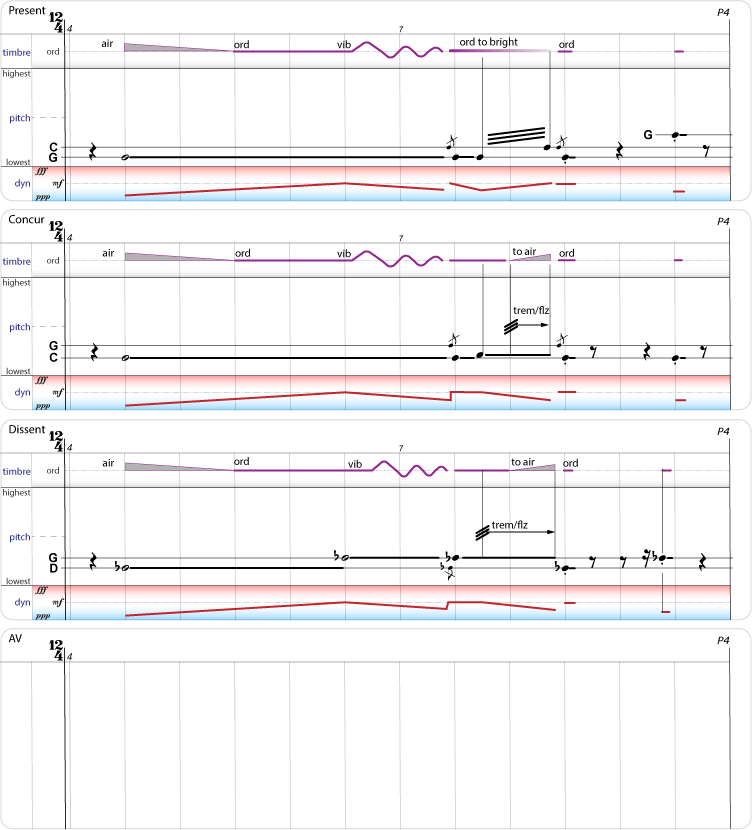 Present
12
4
4
7
P4
timbre
ord
air
ord
vib
ord to bright
ord
highest
pitch
G
C
G
lowest
fff
dyn
mf
ppp
Concur
12
4
4
7
P4
timbre
ord
air
ord
vib
to air
ord
highest
trem/flz
pitch
G
C
lowest
fff
dyn
mf
ppp
Dissent
12
4
4
7
P4
timbre
ord
air
ord
vib
to air
ord
highest
trem/flz
pitch
G
D
lowest
fff
dyn
mf
ppp
AV
12
4
4
P4